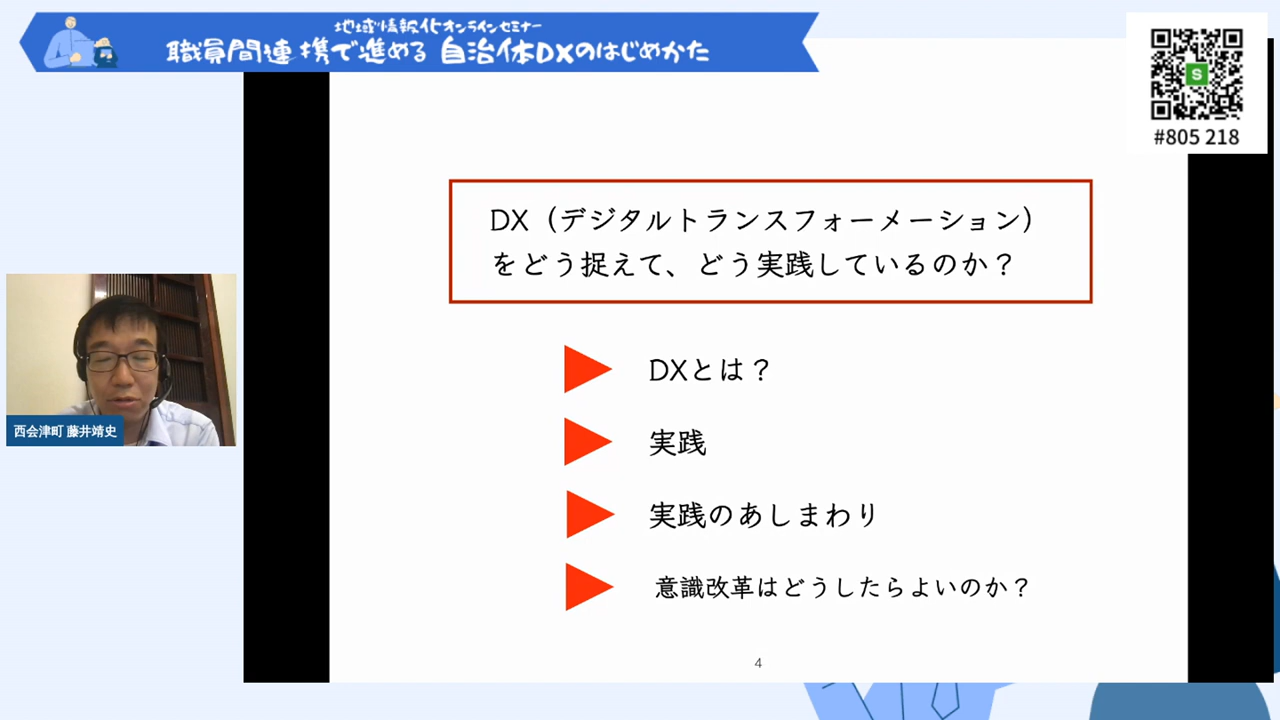 地域情報化オンラインセミナー
職員間連携で進める 自治体DXのはじめかた
S
#805 218
DX（デジタルトランスフォーメーション）
をどう捉えて、どう実践しているのか？
DXとは？
実践
実践のあしまわり
意識改革はどうしたらよいのか？
西会津町 藤井靖史
4